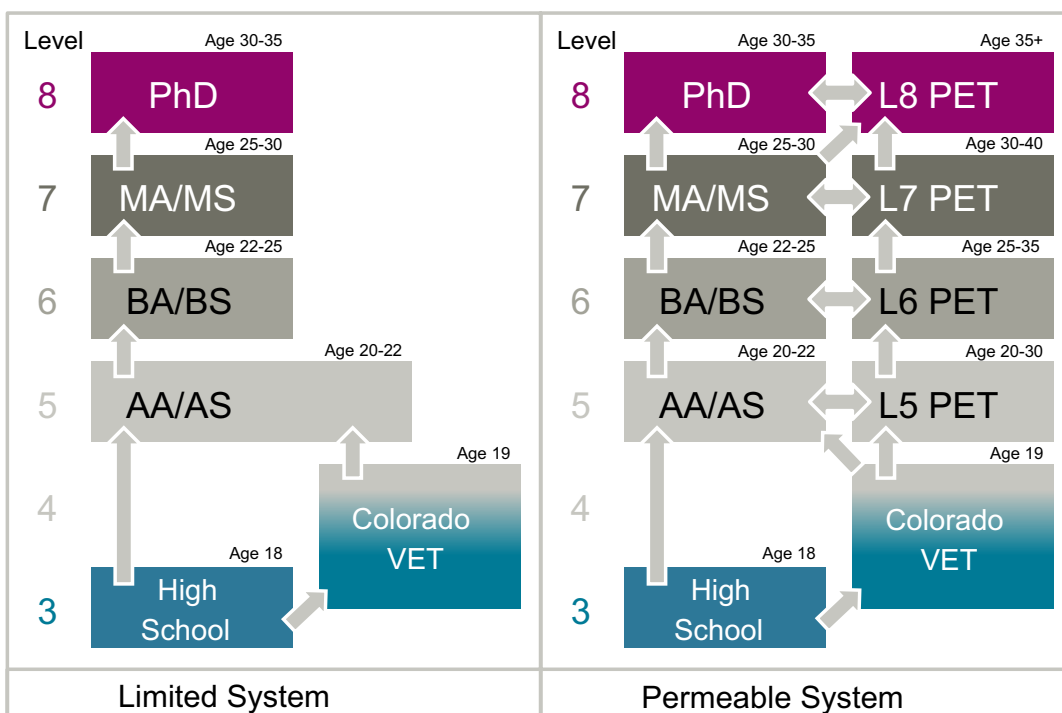 Level
Age 30-35
8
PhD
Age 25-30
7
MA/MS
Age 22-25
6
BA/BS
Age 20-22
5
AA/AS
Age 19
4
Colorado
VET
Age 18
3
High
School
Limited System
Level
Age 30-35
Age 35+
8
PhD
L8 PET
Age 25-30
Age 30-40
7
MA/MS
L7 PET
Age 22-25
Age 25-35
6
BA/BS
L6 PET
Age 20-22
Age 20-30
5
AA/AS
L5 PET
Age 19
4
Colorado
VET
Age 18
3
High
School
Permeable System